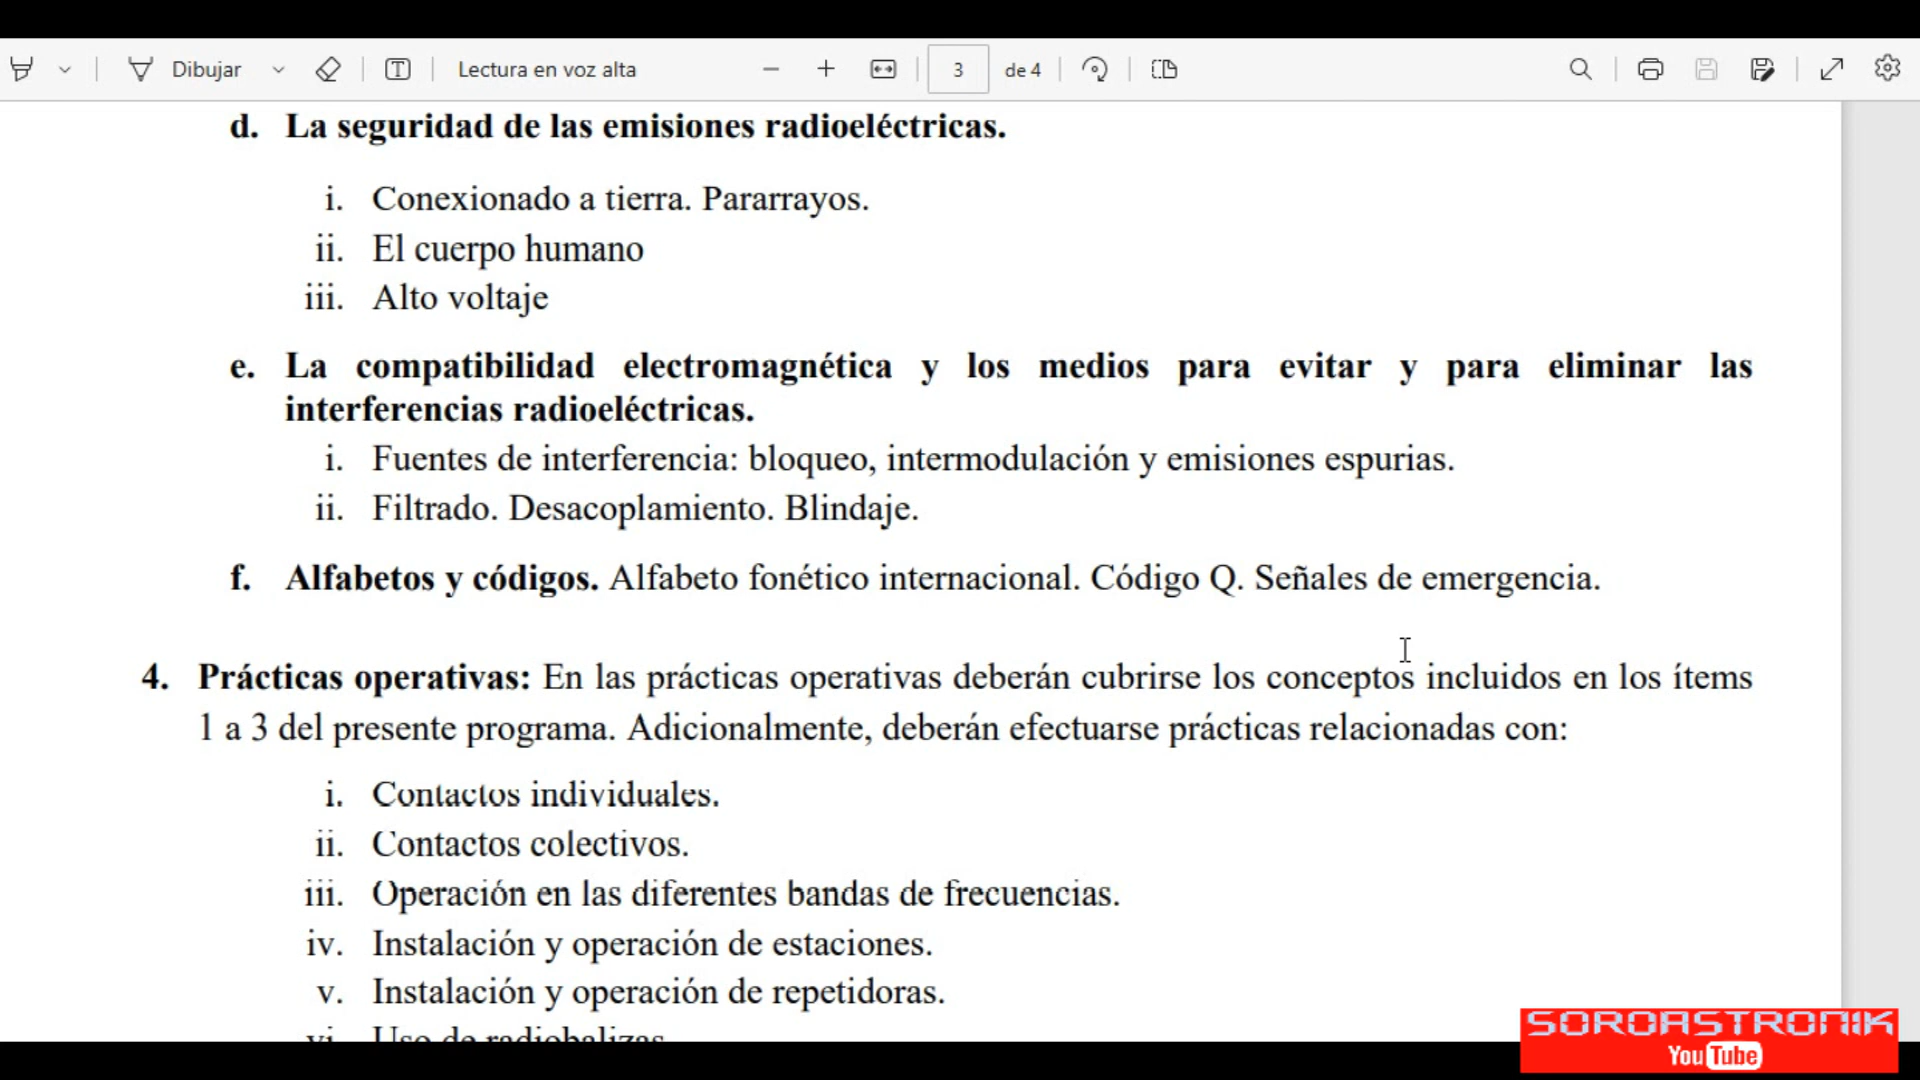 Dibujar
Lectura en voz alta
3 de 4
d. La seguridad de las emisiones radioeléctricas.
i. Conexionado a tierra. Pararrayos.
ii. El cuerpo humano
iii. Alto voltaje
e. La compatibilidad electromagnética y los medios para evitar y para eliminar las
interferencias radioeléctricas.
i. Fuentes de interferencia: bloqueo, intermodulación y emisiones espurias.
ii. Filtrado. Desacoplamiento. Blindaje.
f. Alfabetos y códigos. Alfabeto fonético internacional. Código Q. Señales de emergencia.
4. Prácticas operativas: En las prácticas operativas deberán cubrirse los conceptos incluidos en los ítems
1 a 3 del presente programa. Adicionalmente, deberán efectuarse prácticas relacionadas con:
i. Contactos individuales.
ii. Contactos colectivos.
iii. Operación en las diferentes bandas de frecuencias.
iv. Instalación y operación de estaciones.
v. Instalación y operación de repetidoras.
vi. Uso de radiobalizas
SOROASTRONIK
YouTube